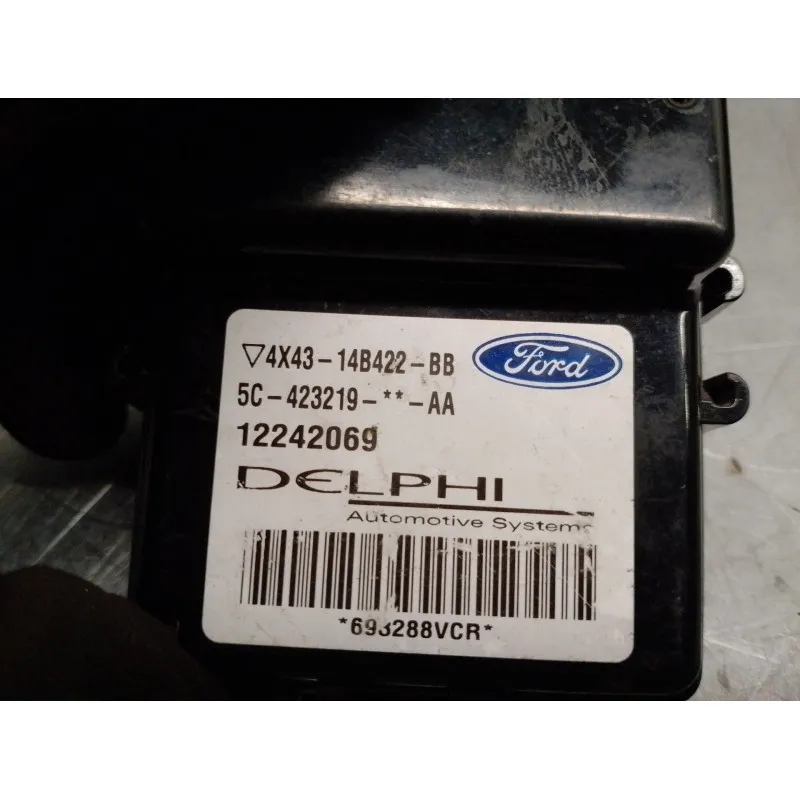 ▽4X43-14B422-BB
Ford
5C-423219-**-AA
12242069
DELPHI
Automotive Systems
*693288VCR*